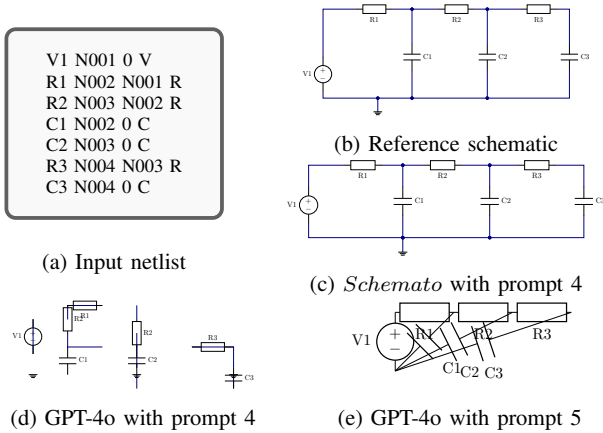 V1 N001 0 V
R1 N002 N001 R
R2 N003 N002 R
C1 N002 0 C
C2 N003 0 C
R3 N004 N003 R
C3 N004 0 C
(a) Input netlist
R1 R2 R3
C1 C2 C3
V1
(b) Reference schematic
R1 R2 R3
V1 C1 C2 C3
(c) Schemato with prompt 4
R1
R2
V1 R2 R3
C1 C2
C3
(d) GPT-4o with prompt 4
V1 R1 R2 R3
C1 C2 C3
(e) GPT-4o with prompt 5